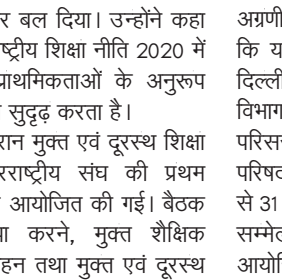 र बल दिया। उन्होंने कहा
ष्ट्रीय शिक्षा नीति 2020 में
प्राथमिकताओं के अनुरूप
सुदृढ़ करता है।
रान मुक्त एवं दूरस्थ शिक्षा
रराष्ट्रीय संघ की प्रथम
आयोजित की गई। बैठक
करने, मुक्त शैक्षिक
हन तथा मुक्त एवं दूरस्थ
अग्रणी
कि य
दिल्ली
विभाग
परिसर
परिषद
से 31
सम्मेल
आयोजि